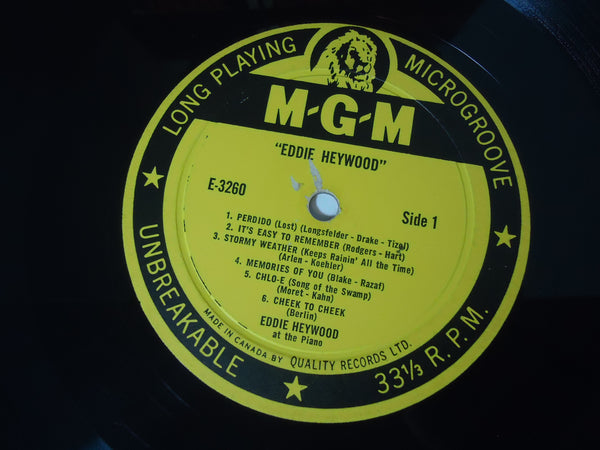 LONG PLAYING
MICROGROOVE
M-G-M
"EDDIE HEYWOOD"
E-3260
Side 1
1. PERDIDO (Lost) (Longsfelder - Drake - Tizol)
2. IT'S EASY TO REMEMBER (Rodgers - Hart)
3. STORMY WEATHER (Keeps Rainin' All the Time)
(Arlen - Koehler)
4. MEMORIES OF YOU (Blake - Razaf)
5. CHLO-E (Song of the Swamp)
(Moret - Kahn)
6. CHEEK TO CHEEK
(Berlin)
EDDIE HEYWOOD
at the Piano
MADE IN CANADA BY QUALITY RECORDS LTD.
UNBREAKABLE
33⅓ R.P.M.